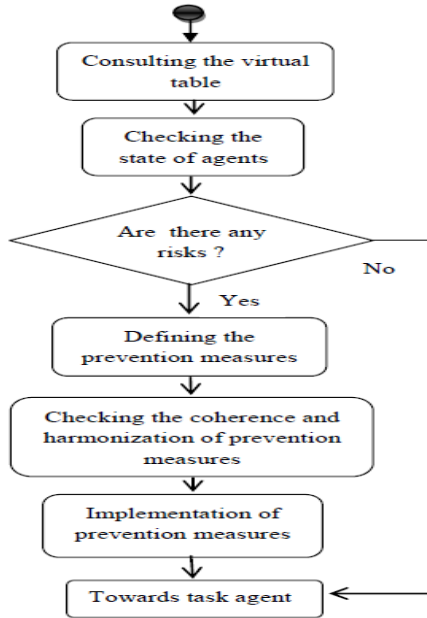 Consulting the virtual
table
Checking the
state of agents
Are there any
risks ?
No
Yes
Defining the
prevention measures
Checking the coherence and
harmonization of prevention
measures
Implementation of
prevention measures
Towards task agent